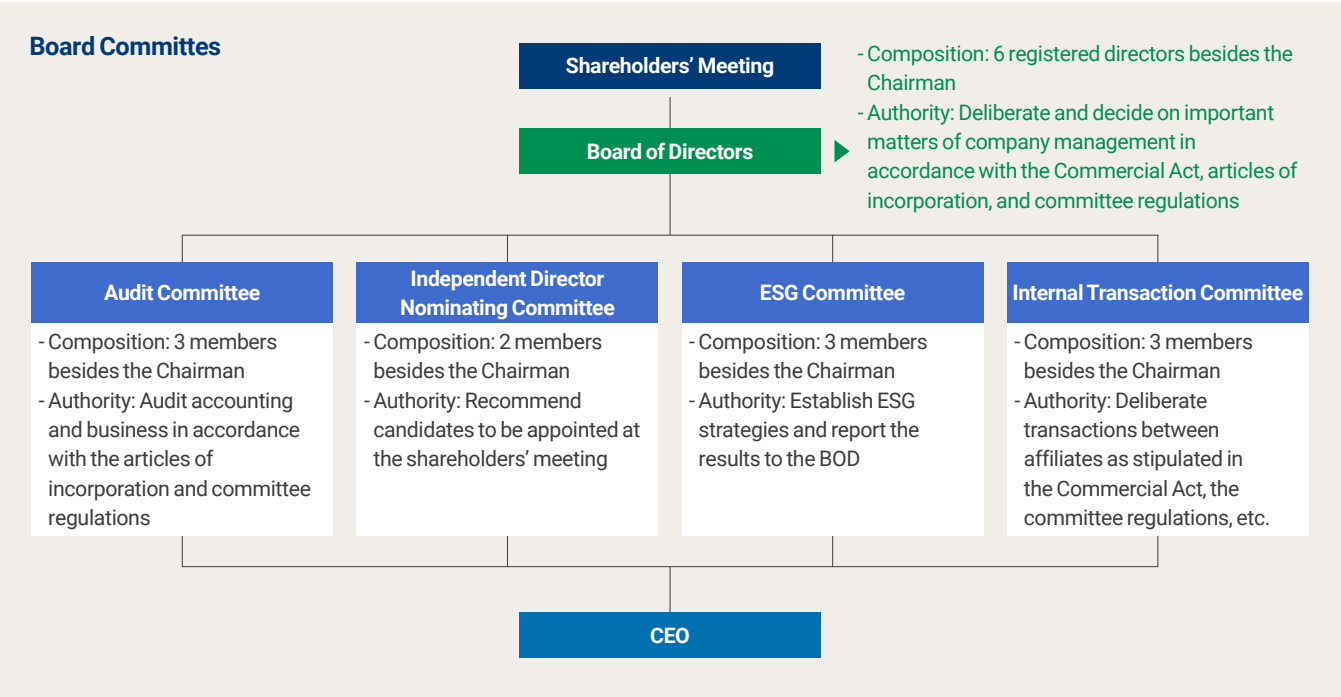 Board Committes
Shareholders' Meeting
- Composition: 6 registered directors besides the
Chairman
- Authority: Deliberate and decide on important
matters of company management in
accordance with the Commercial Act, articles of
incorporation, and committee regulations
Board of Directors
Audit Committee
- Composition: 3 members
besides the Chairman
- Authority: Audit accounting
and business in accordance
with the articles of
incorporation and committee
regulations
Independent Director
Nominating Committee
- Composition: 2 members
besides the Chairman
- Authority: Recommend
candidates to be appointed at
the shareholders' meeting
ESG Committee
- Composition: 3 members
besides the Chairman
- Authority: Establish ESG
strategies and report the
results to the BOD
Internal Transaction Committee
- Composition: 3 members
besides the Chairman
- Authority: Deliberate
transactions between
affiliates as stipulated in
the Commercial Act, the
committee regulations, etc.
CEO